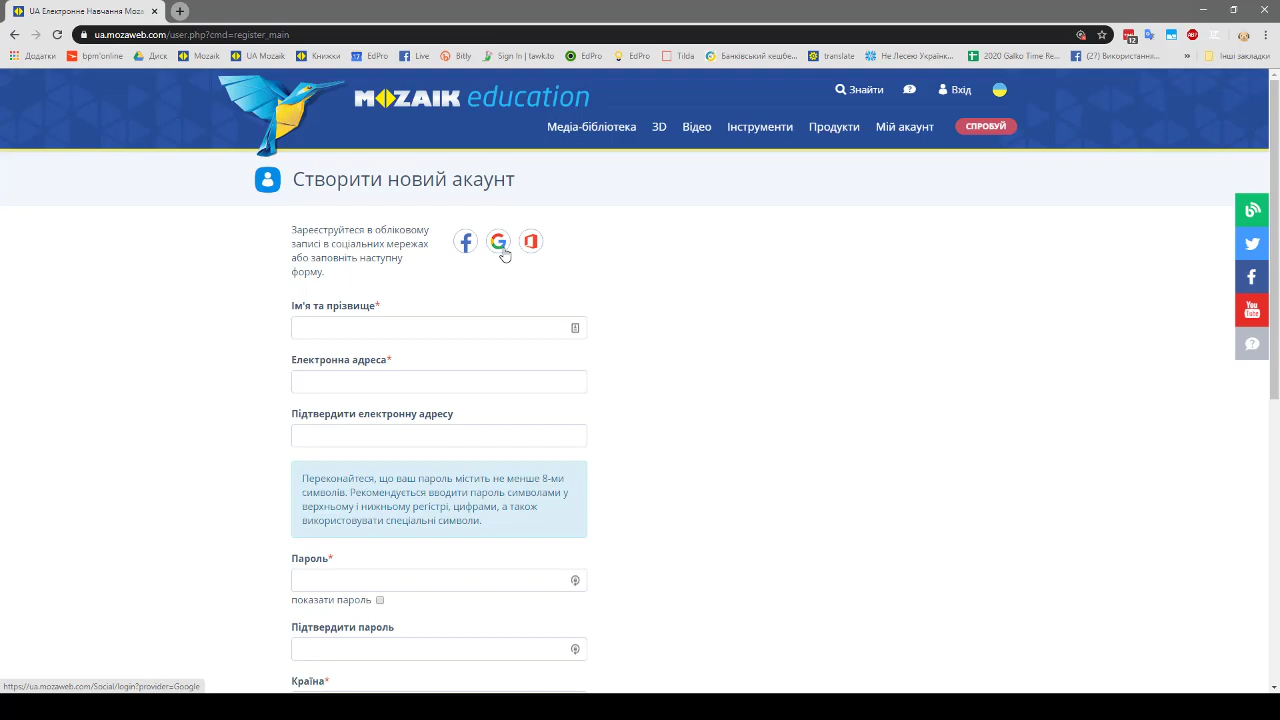 UA Електронне Навчання Moza
ua.mozaweb.com/user.php?cmd=register_main
12
ABP
Додатки
bpm'online
Диск
Mozaik
UA Mozaik
Книжки
EdPro
Live
Bitly
Sign In | tawk.to
EdPro
EdPro
Tilda
Банківский кешбе...
translate
Не Лесею Українк...
2020 Galko Time Re...
(27) Використання...
»
Інші закладки
MOZAIK education
Знайти
Вхід
Медіа-бібліотека
3D
Відео
Інструменти
Продукти
Мій акаунт
СПРОБУЙ
Створити новий акаунт
Зареєструйтеся в обліковому
записі в соціальних мережах
або заповніть наступну
форму.
Ім'я та прізвище*
Електронна адреса*
Підтвердити електронну адресу
Переконайтеся, що ваш пароль містить не менше 8-ми
символів. Рекомендується вводити пароль символами у
верхньому і нижньому регістрі, цифрами, а також
використовувати спеціальні символи.
Пароль*
показати пароль
Підтвердити пароль
Країна*
You
Tube
https://ua.mozaweb.com/Social/login?provider=Google